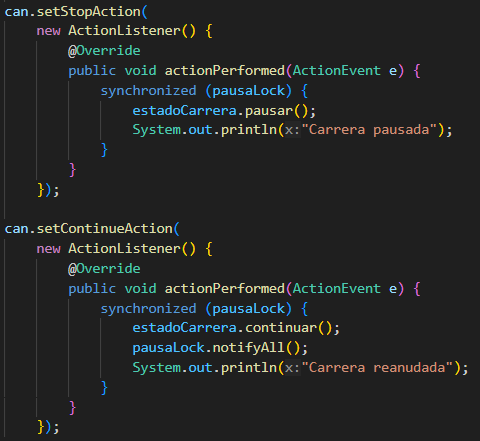 can.setStopAction(
    new ActionListener() {
        @Override
        public void actionPerformed(ActionEvent e) {
            synchronized (pausaLock) {
                estadoCarrera.pausar();
                System.out.println(x:"Carrera pausada");
            }
        }
    });

can.setContinueAction(
    new ActionListener() {
        @Override
        public void actionPerformed(ActionEvent e) {
            synchronized (pausaLock) {
                estadoCarrera.continuar();
                pausaLock.notifyAll();
                System.out.println(x:"Carrera reanudada");
            }
        }
    });